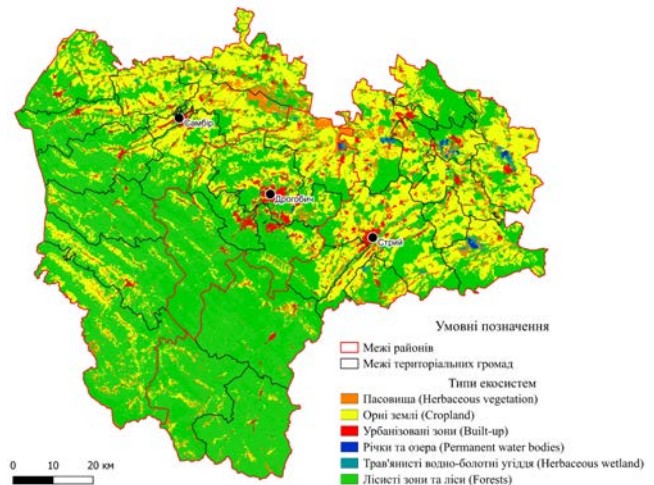 Самбір
Дрогобич
Стрий
Умовні позначення
Межі районів
Межі територіальних громад
Типи екосистем
Пасовища (Herbaceous vegetation)
Орні землі (Cropland)
Урбанізовані зони (Built-up)
Річки та озера (Permanent water bodies)
Трав'янисті водно-болотні угіддя (Herbaceous wetland)
Лісисті зони та ліси (Forests)
0 10 20 км